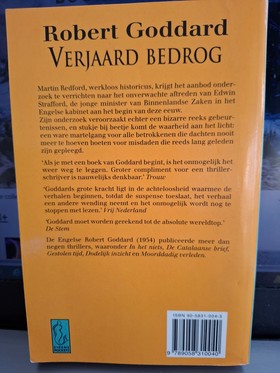 Robert Goddard
VERJAARD BEDROG
Martin Redford, werkloos historicus, krijgt het aanbod onder-
zoek te verrichten naar het onverwachte aftreden van Edwin
Strafford, de jonge minister van Binnenlandse Zaken in het
Engelse kabinet aan het begin van deze eeuw.
Zijn onderzoek veroorzaakt echter een bizarre reeks gebeur-
tenissen, en stukje bij beetje komt de waarheid aan het licht:
een ware martelgang voor alle betrokkenen die dachten nooit
meer te hoeven boeten voor misdaden die reeds lang geleden
zijn gepleegd.
'Als je met een boek van Goddard begint, is het onmogelijk het
weer weg te leggen. Groter compliment voor een thriller-
schrijver is nauwelijks denkbaar.' Trouw
'Goddards grote kracht ligt in de achteloosheid waarmee de
verhalen beginnen, totdat de suspense toeslaat, het verhaal
een andere wending neemt en het onmogelijk wordt nog te
stoppen met lezen.' Vrij Nederland
'Goddard moet worden gerekend tot de absolute wereldtop.'
De Stem
De Engelse Robert Goddard (1954) publiceerde meer dan
negen thrillers, waaronder In het niets, De Catalaanse brief,
Gestolen tijd, Dodelijk inzicht en Moorddadig verleden.
9 789058 310040